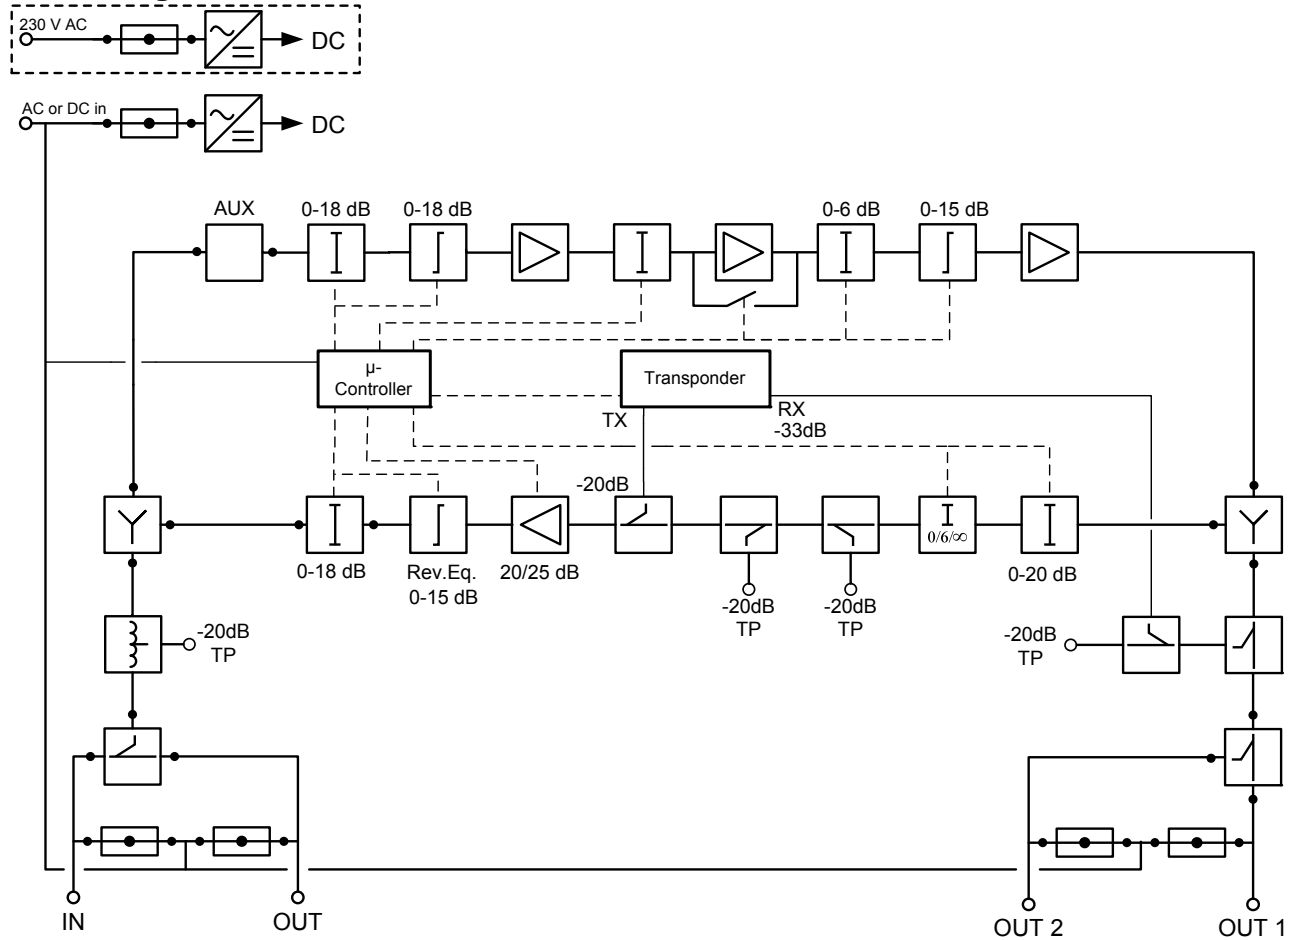 230 V AC
DC
AC or DC in
DC
AUX
0-18 dB
0-18 dB
0-6 dB
0-15 dB
µ-
Controller
Transponder
TX
RX
-33dB
-20dB
0/6/∞
0-18 dB
Rev.Eq.
0-15 dB
20/25 dB
0-20 dB
-20dB
TP
-20dB
TP
-20dB
TP
-20dB
TP
IN
OUT
OUT 2
OUT 1